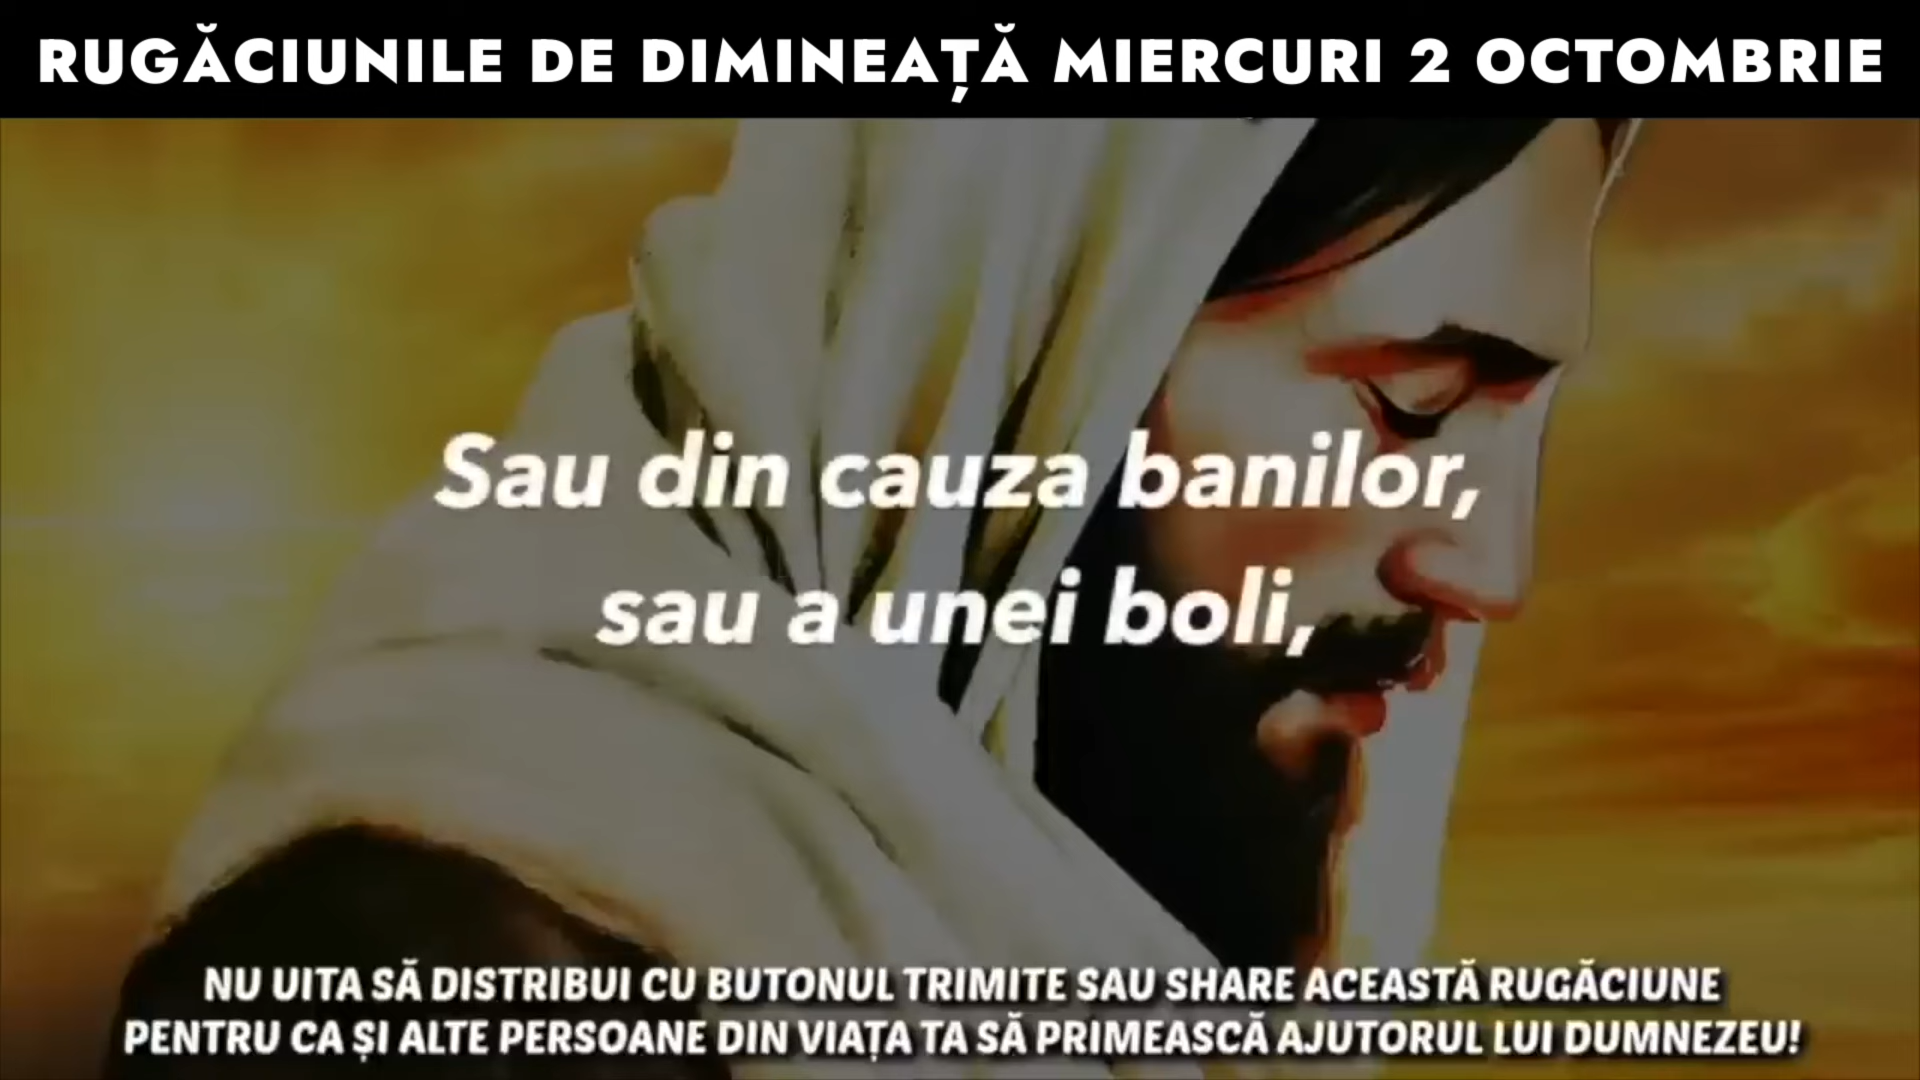 RUGĂCIUNILE DE DIMINEAȚĂ MIERCURI 2 OCTOMBRIE
Sau din cauza banilor,
sau a unei boli,
NU UITA SĂ DISTRIBUI CU BUTONUL TRIMITE SAU SHARE ACEASTĂ RUGĂCIUNE
PENTRU CA ȘI ALTE PERSOANE DIN VIAȚA TA SĂ PRIMEASCĂ AJUTORUL LUI DUMNEZEU!